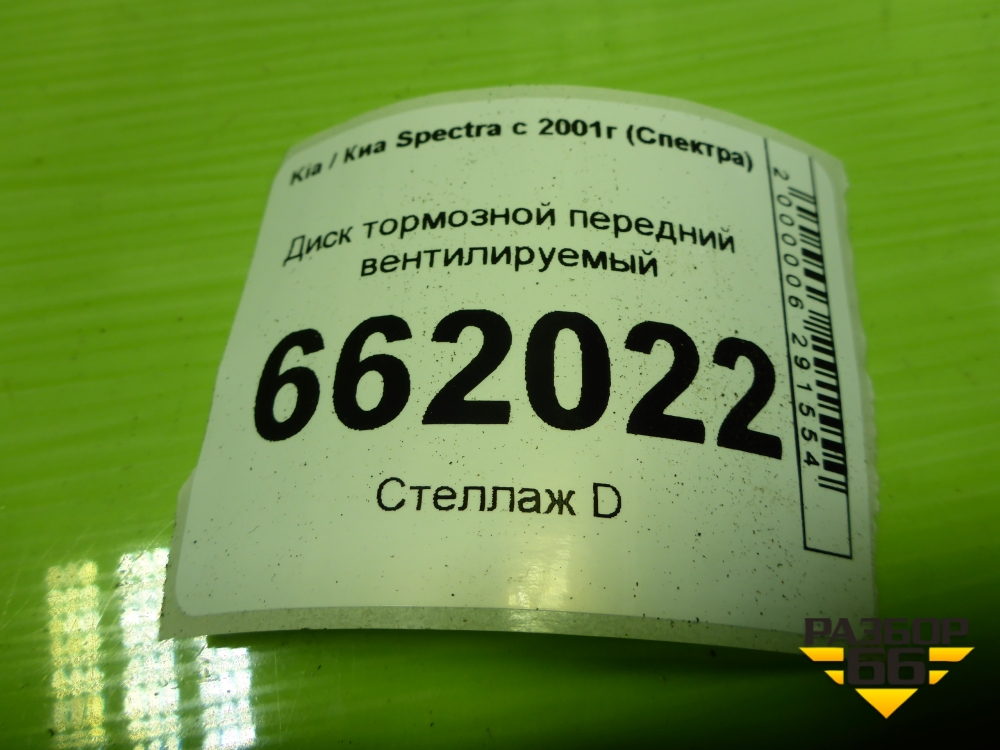 Kia / Киа Spectra с 2001г (Спектра)
Диск тормозной передний
вентилируемый
662022
Стеллаж D
2000006291554
РАЗБОР
66